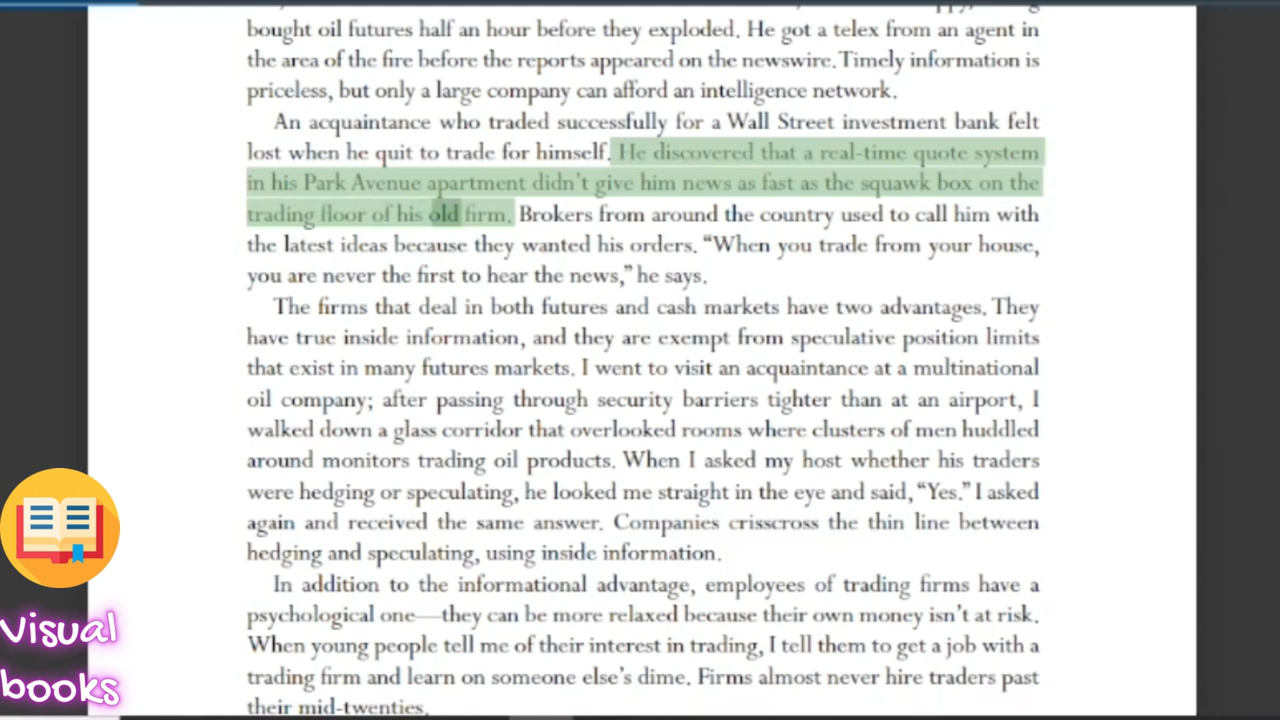 bought oil futures half an hour before they exploded. He got a telex from an agent in
the area of the fire before the reports appeared on the newswire. Timely information is
priceless, but only a large company can afford an intelligence network.
An acquaintance who traded successfully for a Wall Street investment bank felt
lost when he quit to trade for himself. He discovered that a real-time quote system
in his Park Avenue apartment didn't give him news as fast as the squawk box on the
trading floor of his old firm. Brokers from around the country used to call him with
the latest ideas because they wanted his orders. “When you trade from your house,
you are never the first to hear the news,” he says.
The firms that deal in both futures and cash markets have two advantages. They
have true inside information, and they are exempt from speculative position limits
that exist in many futures markets. I went to visit an acquaintance at a multinational
oil company; after passing through security barriers tighter than at an airport, I
walked down a glass corridor that overlooked rooms where clusters of men huddled
around monitors trading oil products. When I asked my host whether his traders
were hedging or speculating, he looked me straight in the eye and said, “Yes.” I asked
again and received the same answer. Companies crisscross the thin line between
hedging and speculating, using inside information.
In addition to the informational advantage, employees of trading firms have a
psychological one—they can be more relaxed because their own money isn't at risk.
When young people tell me of their interest in trading, I tell them to get a job with a
trading firm and learn on someone else's dime. Firms almost never hire traders past
their mid-twenties.
Visual
books